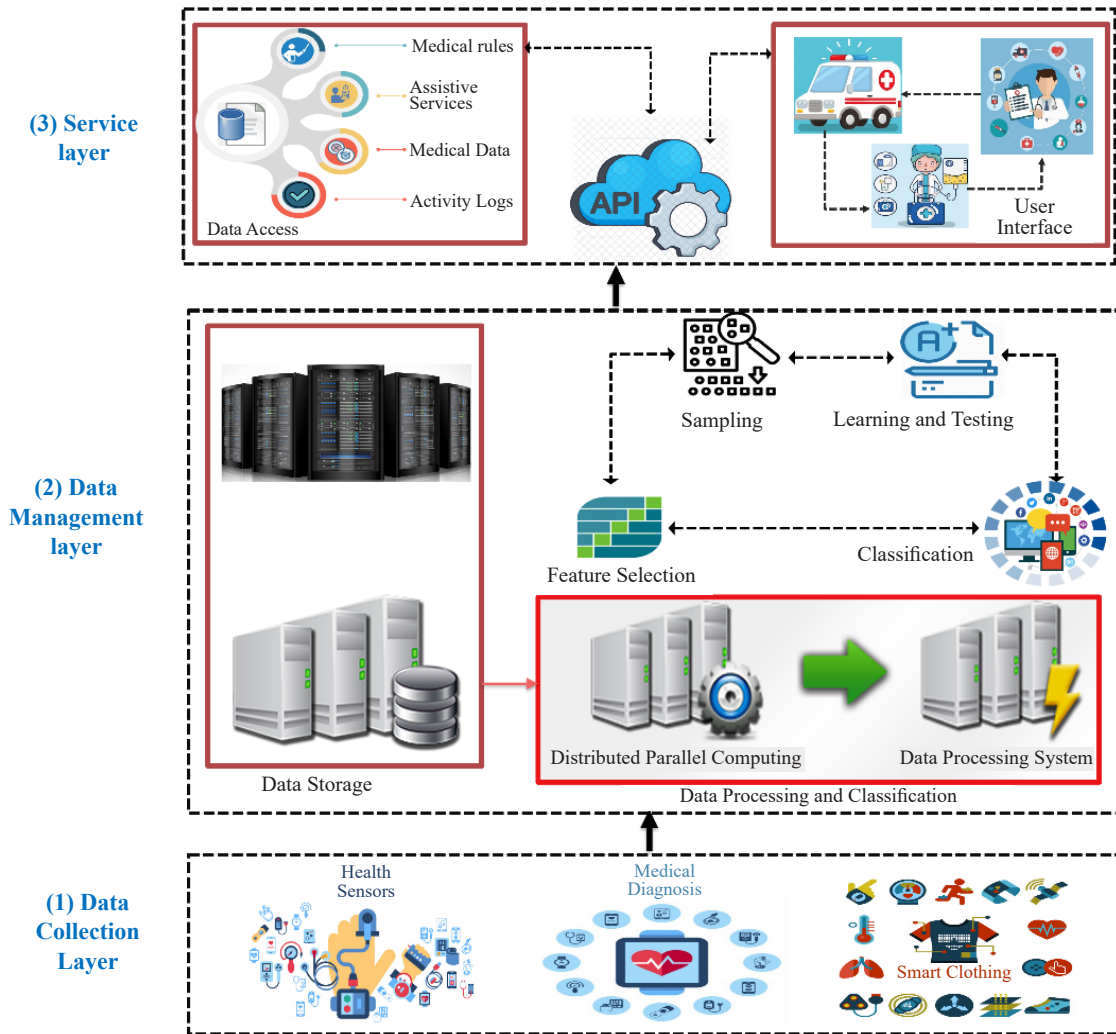 (3) Service
layer
Medical rules
Assistive
Services
Medical Data
Activity Logs
Data Access
API
User
Interface
(2) Data
Management
layer
Sampling
Learning and Testing
A+
Feature Selection
Classification
Data Storage
Distributed Parallel Computing
Data Processing System
Data Processing and Classification
(1) Data
Collection
Layer
Health
Sensors
Medical
Diagnosis
Smart Clothing